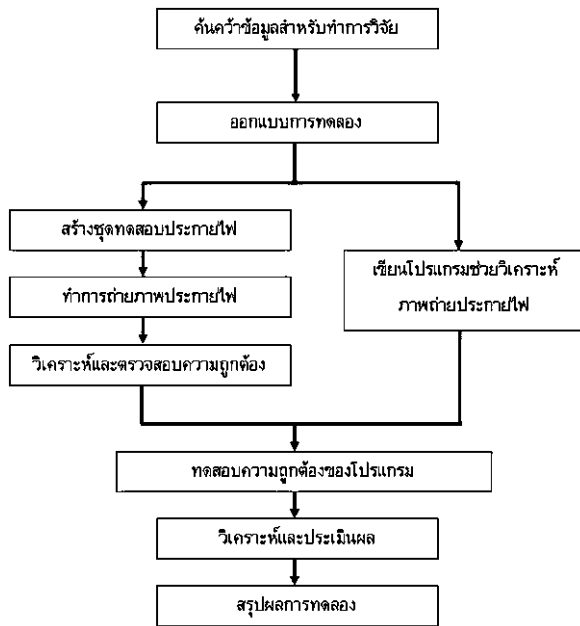 ค้นคว้าข้อมูลสำหรับทำการวิจัย
ออกแบบการทดลอง
สร้างชุดทดสอบประกายไฟ
ทำการถ่ายภาพประกายไฟ
วิเคราะห์และตรวจสอบความถูกต้อง
เขียนโปรแกรมช่วยวิเคราะห์
ภาพถ่ายประกายไฟ
ทดสอบความถูกต้องของโปรแกรม
วิเคราะห์และประเมินผล
สรุปผลการทดลอง